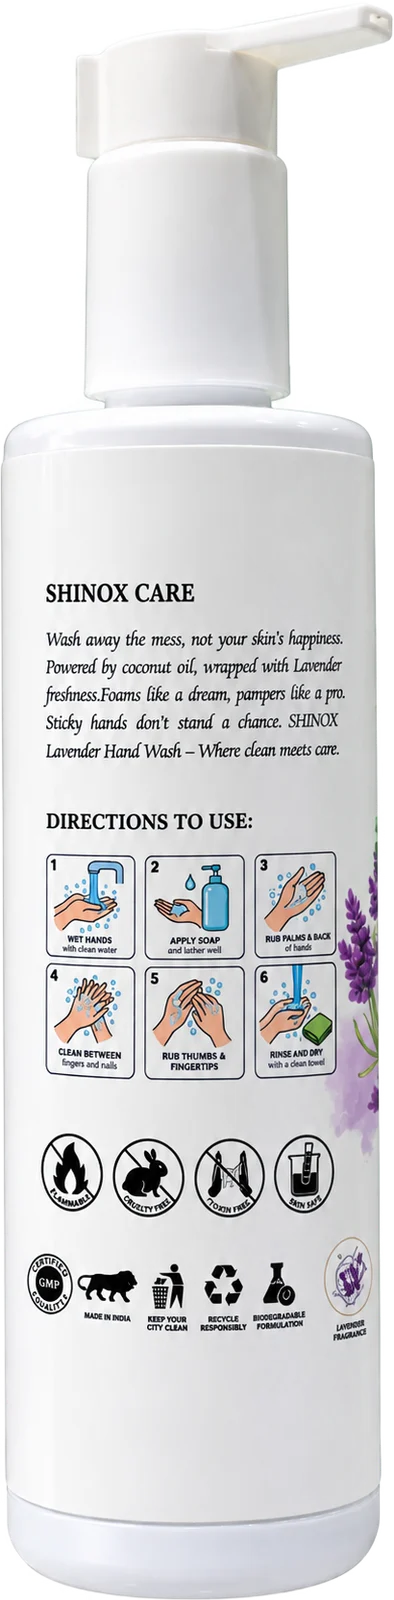 SHINOX CARE
Wash away the mess, not your skin's happiness.
Powered by coconut oil, wrapped with Lavender
freshness.Foams like a dream, pampers like a pro.
Sticky hands don't stand a chance. SHINOX
Lavender Hand Wash – Where clean meets care.
DIRECTIONS TO USE:
1
WET HANDS
with clean water
2
APPLY SOAP
and lather well
3
RUB PALMS & BACK
of hands
4
CLEAN BETWEEN
fingers and nails
5
RUB THUMBS &
FINGERTIPS
6
RINSE AND DRY
with a clean towel
FLAMMABLE
CRUELTY FREE
TOXIN FREE
SKIN SAFE
CERTIFIED
GMP
QUALITY
MADE IN INDIA
KEEP YOUR
CITY CLEAN
RECYCLE
RESPONSIBLY
BIODEGRADABLE
FORMULATION
LAVENDER
FRAGRANCE